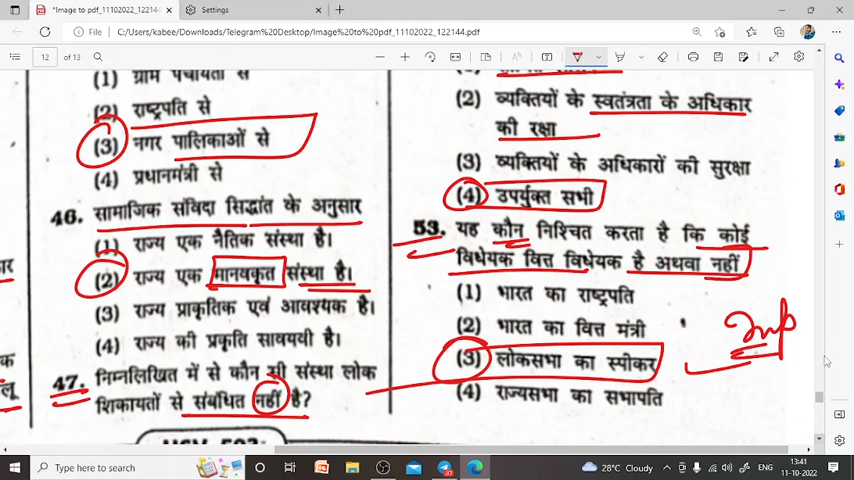 *Image to pdf_11102022_122144
Settings
File
C:/Users/kabee/Downloads/Telegram%20Desktop/Image%20to%20pdf_11102022_122144.pdf
12 of 13
(1) ग्राम पंचायतों से
(2) राष्ट्रपति से
(3) नगर पालिकाओं से
(4) प्रधानमंत्री से
46. सामाजिक संविदा सिद्धांत के अनुसार
(1) राज्य एक नैतिक संस्था है।
(2) राज्य एक मानवकृत संस्था है।
(3) राज्य प्राकृतिक एवं आवश्यक है।
(4) राज्य की प्रकृति सावयवी है।
47. निम्नलिखित में से कौन सी संस्था लोक
शिकायतों से संबंधित नहीं है?
(2) व्यक्तियों के स्वतंत्रता के अधिकार
की रक्षा
(3) व्यक्तियों के अधिकारों की सुरक्षा
(4) उपर्युक्त सभी
53. यह कौन निश्चित करता है कि कोई
विधेयक वित्त विधेयक है अथवा नहीं
(1) भारत का राष्ट्रपति
(2) भारत का वित्त मंत्री
(3) लोकसभा का स्पीकर
(4) राज्यसभा का सभापति
Imp
Type here to search
37
28°C Cloudy
ENG
13:41
11-10-2022